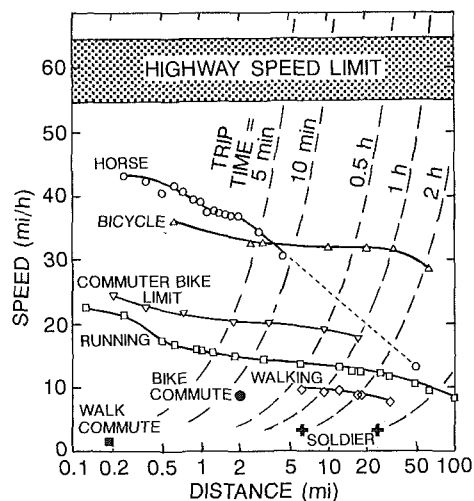 60
50
40
30
20
10
0
SPEED (mi/h)
HIGHWAY SPEED LIMIT
TRIP
TIME =
5 min
10 min
0.5 h
1 h
2 h
HORSE
BICYCLE
COMMUTER BIKE
LIMIT
RUNNING
BIKE
COMMUTE
WALKING
WALK
COMMUTE
SOLDIER
0.1 0.2 0.5 1 2 5 10 20 50 100
DISTANCE (mi)